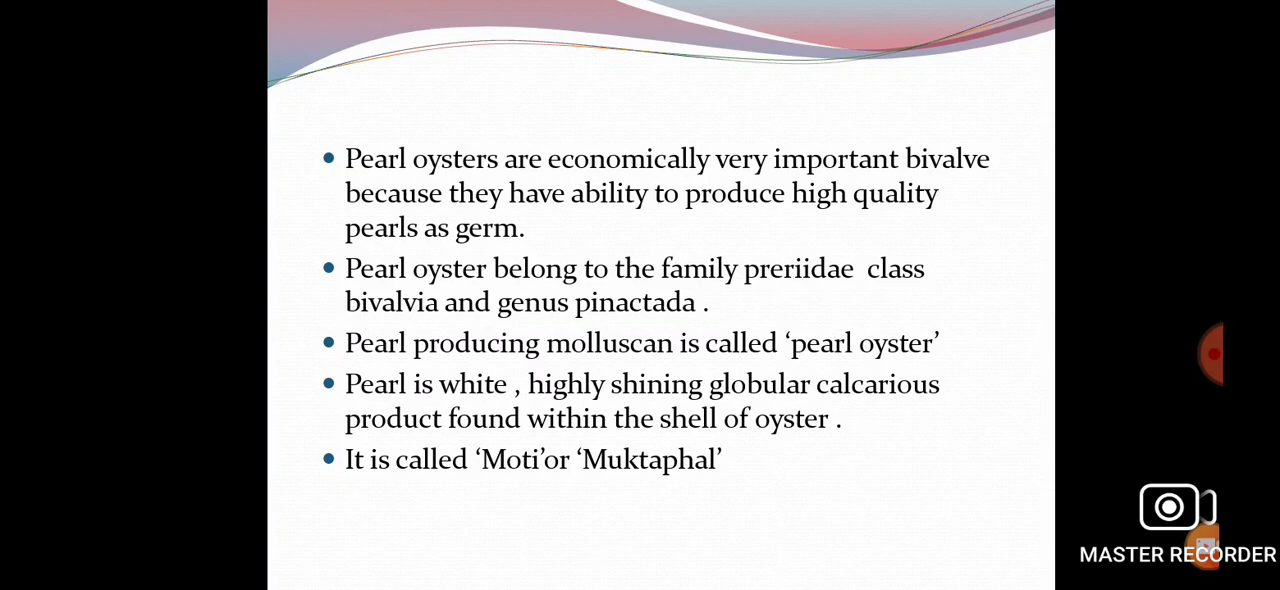 Pearl oysters are economically very important bivalve
because they have ability to produce high quality
pearls as germ.
Pearl oyster belong to the family preriidae class
bivalvia and genus pinactada .
Pearl producing molluscan is called ‘pearl oyster’
Pearl is white , highly shining globular calcarious
product found within the shell of oyster .
It is called ‘Moti’or ‘Muktaphal’
MASTER RECORDER